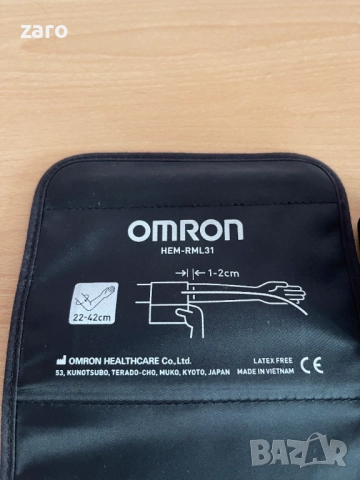 zaro
OMRON
HEM-RML31
1-2cm
22-42cm
OMRON HEALTHCARE Co., Ltd.
53, KUNOTSUBO, TERADO-CHO, MUKO, KYOTO, JAPAN
LATEX FREE
MADE IN VIETNAM
CE
BAZAR